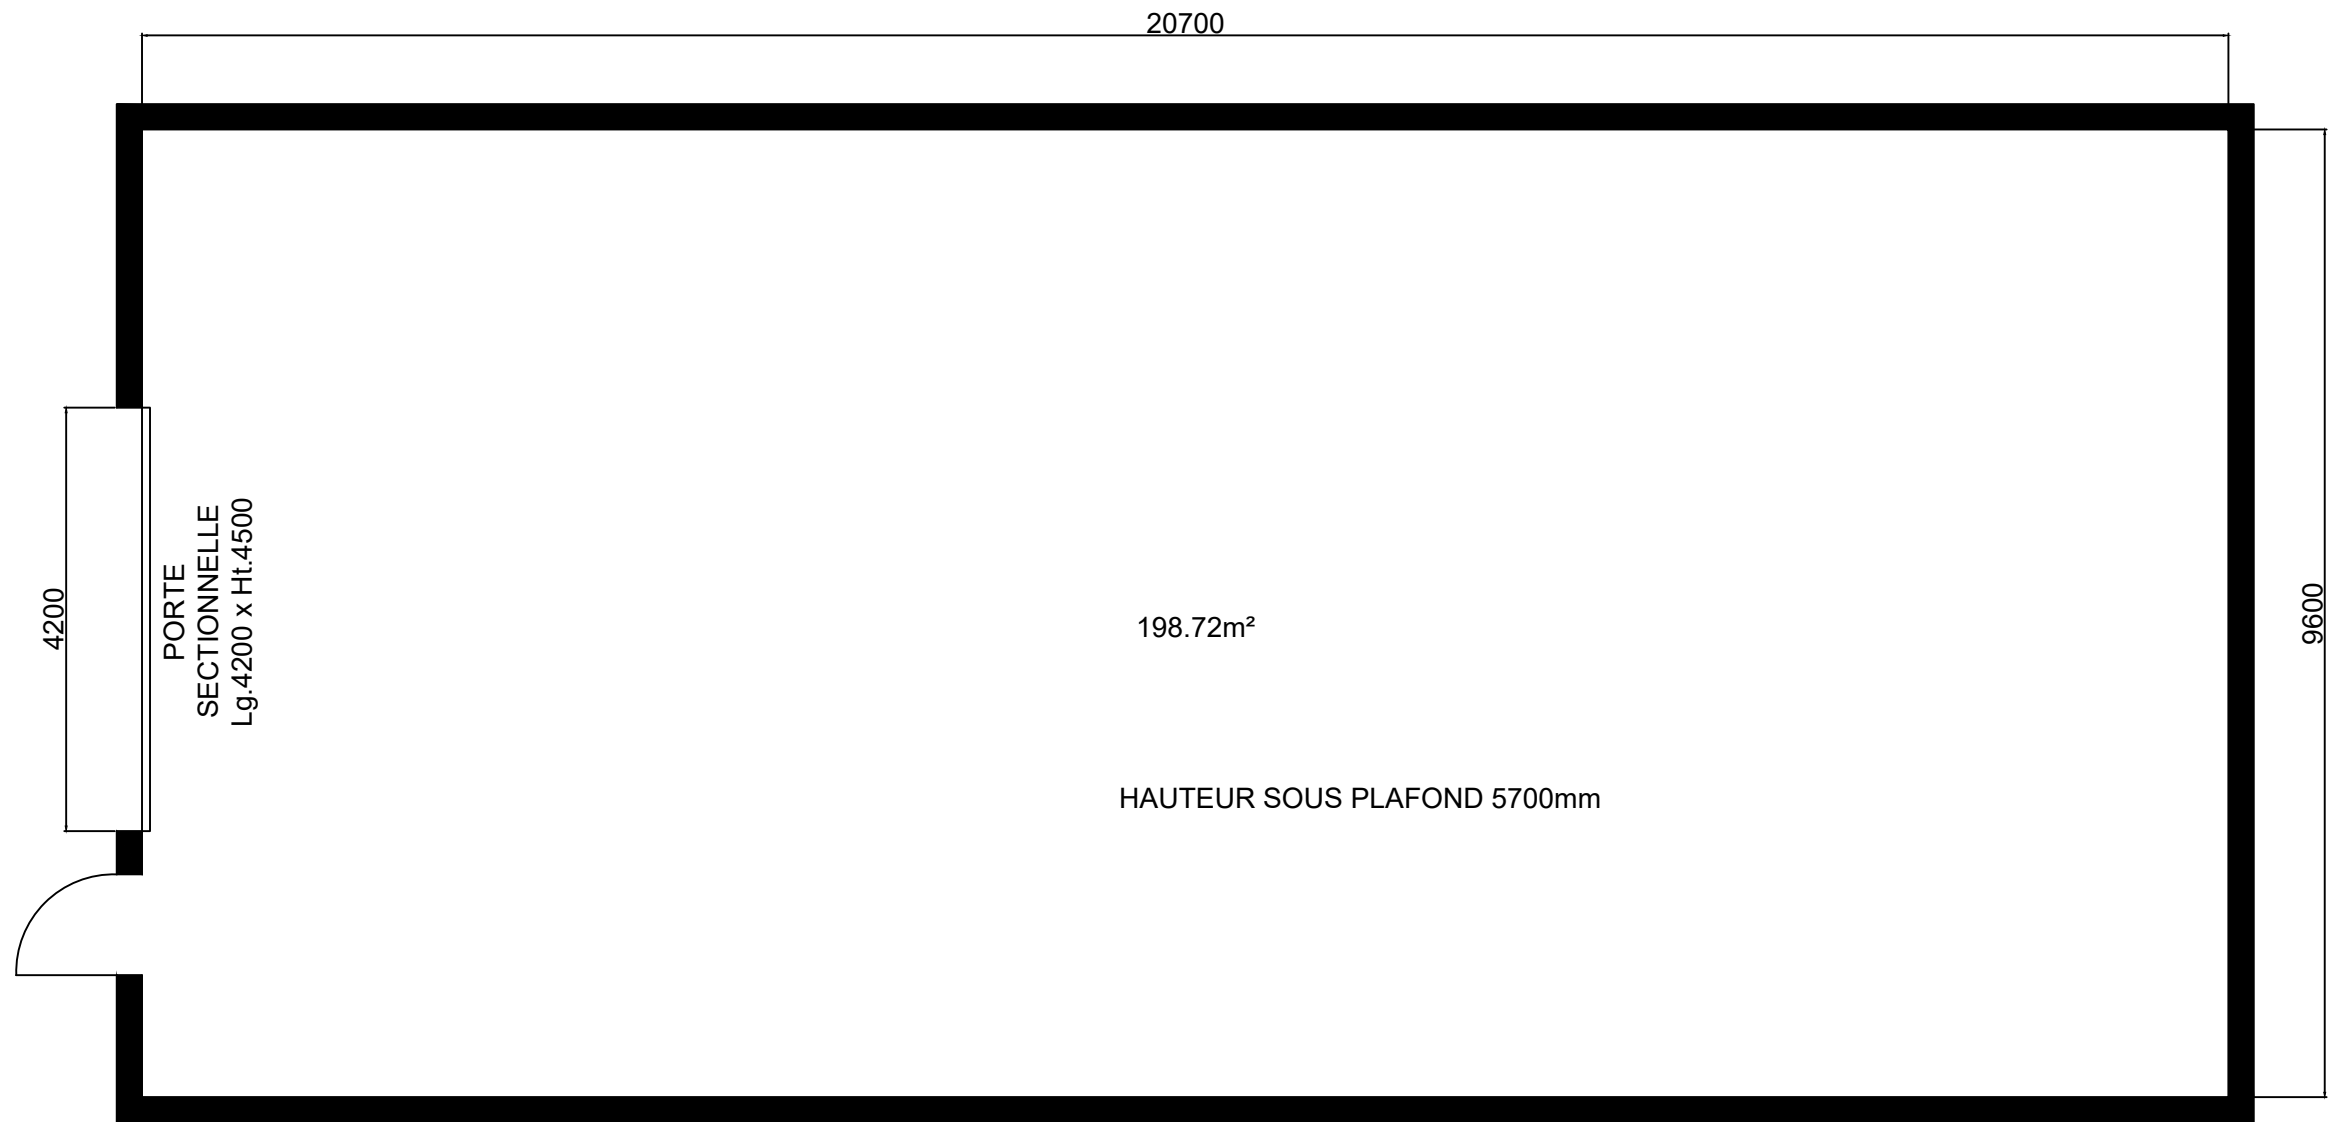 20700
4200
PORTE
SECTIONNELLE
Lg.4200 x Ht.4500
198.72m²
9600
HAUTEUR SOUS PLAFOND 5700mm